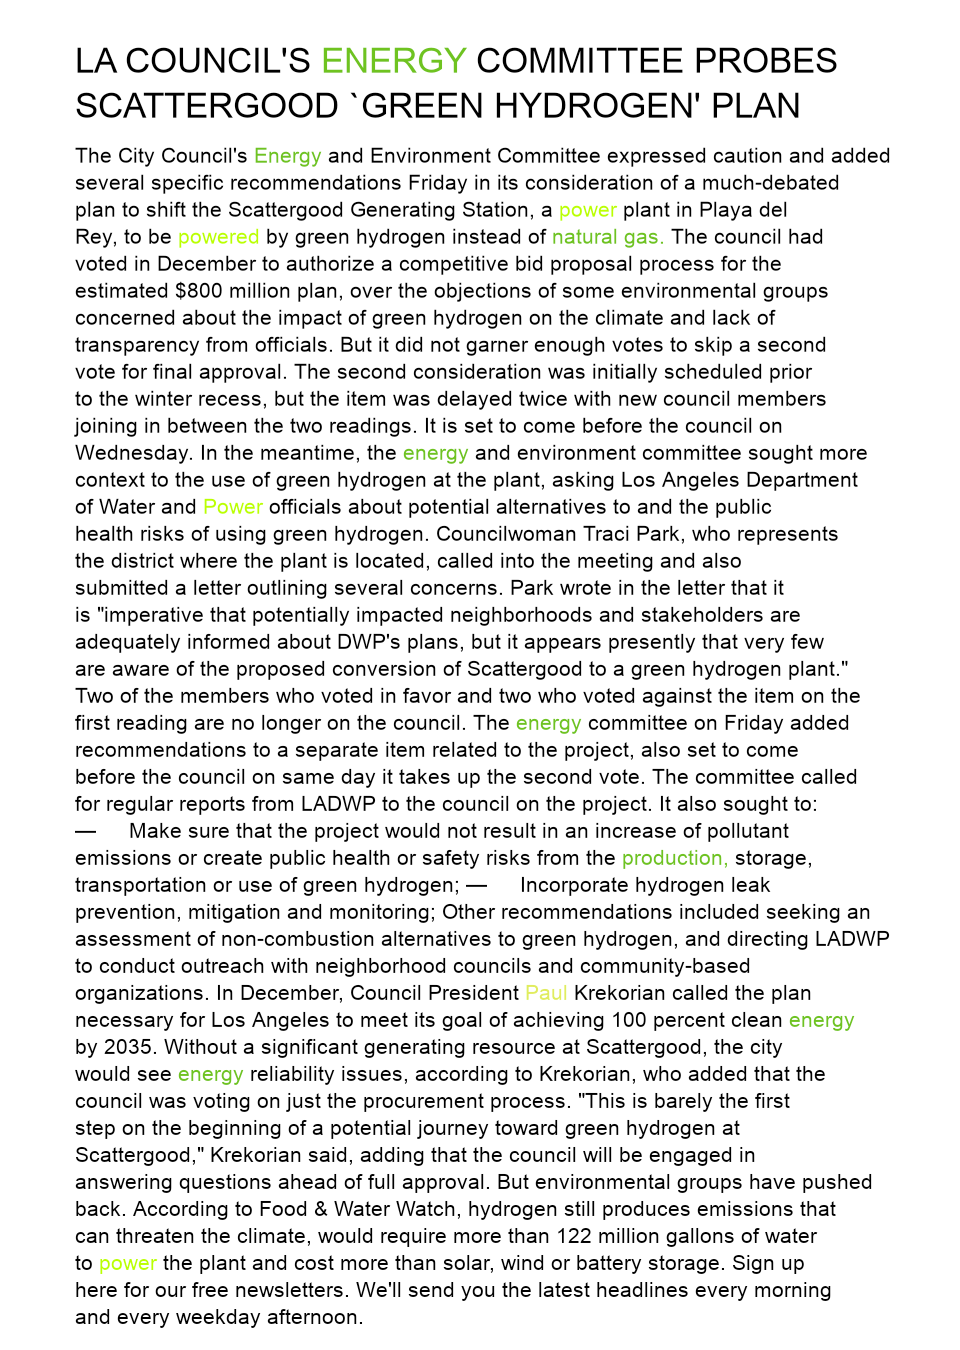 LA COUNCIL'S ENERGY COMMITTEE PROBES
SCATTERGOOD `GREEN HYDROGEN' PLAN
The City Council's Energy and Environment Committee expressed caution and added
several specific recommendations Friday in its consideration of a much-debated
plan to shift the Scattergood Generating Station, a power plant in Playa del
Rey, to be powered by green hydrogen instead of natural gas. The council had
voted in December to authorize a competitive bid proposal process for the
estimated $800 million plan, over the objections of some environmental groups
concerned about the impact of green hydrogen on the climate and lack of
transparency from officials. But it did not garner enough votes to skip a second
vote for final approval. The second consideration was initially scheduled prior
to the winter recess, but the item was delayed twice with new council members
joining in between the two readings. It is set to come before the council on
Wednesday. In the meantime, the energy and environment committee sought more
context to the use of green hydrogen at the plant, asking Los Angeles Department
of Water and Power officials about potential alternatives to and the public
health risks of using green hydrogen. Councilwoman Traci Park, who represents
the district where the plant is located, called into the meeting and also
submitted a letter outlining several concerns. Park wrote in the letter that it
is "imperative that potentially impacted neighborhoods and stakeholders are
adequately informed about DWP's plans, but it appears presently that very few
are aware of the proposed conversion of Scattergood to a green hydrogen plant."
Two of the members who voted in favor and two who voted against the item on the
first reading are no longer on the council. The energy committee on Friday added
recommendations to a separate item related to the project, also set to come
before the council on same day it takes up the second vote. The committee called
for regular reports from LADWP to the council on the project. It also sought to:
— Make sure that the project would not result in an increase of pollutant
emissions or create public health or safety risks from the production, storage,
transportation or use of green hydrogen; — Incorporate hydrogen leak
prevention, mitigation and monitoring; Other recommendations included seeking an
assessment of non-combustion alternatives to green hydrogen, and directing LADWP
to conduct outreach with neighborhood councils and community-based
organizations. In December, Council President Paul Krekorian called the plan
necessary for Los Angeles to meet its goal of achieving 100 percent clean energy
by 2035. Without a significant generating resource at Scattergood, the city
would see energy reliability issues, according to Krekorian, who added that the
council was voting on just the procurement process. "This is barely the first
step on the beginning of a potential journey toward green hydrogen at
Scattergood," Krekorian said, adding that the council will be engaged in
answering questions ahead of full approval. But environmental groups have pushed
back. According to Food & Water Watch, hydrogen still produces emissions that
can threaten the climate, would require more than 122 million gallons of water
to power the plant and cost more than solar, wind or battery storage. Sign up
here for our free newsletters. We'll send you the latest headlines every morning
and every weekday afternoon.